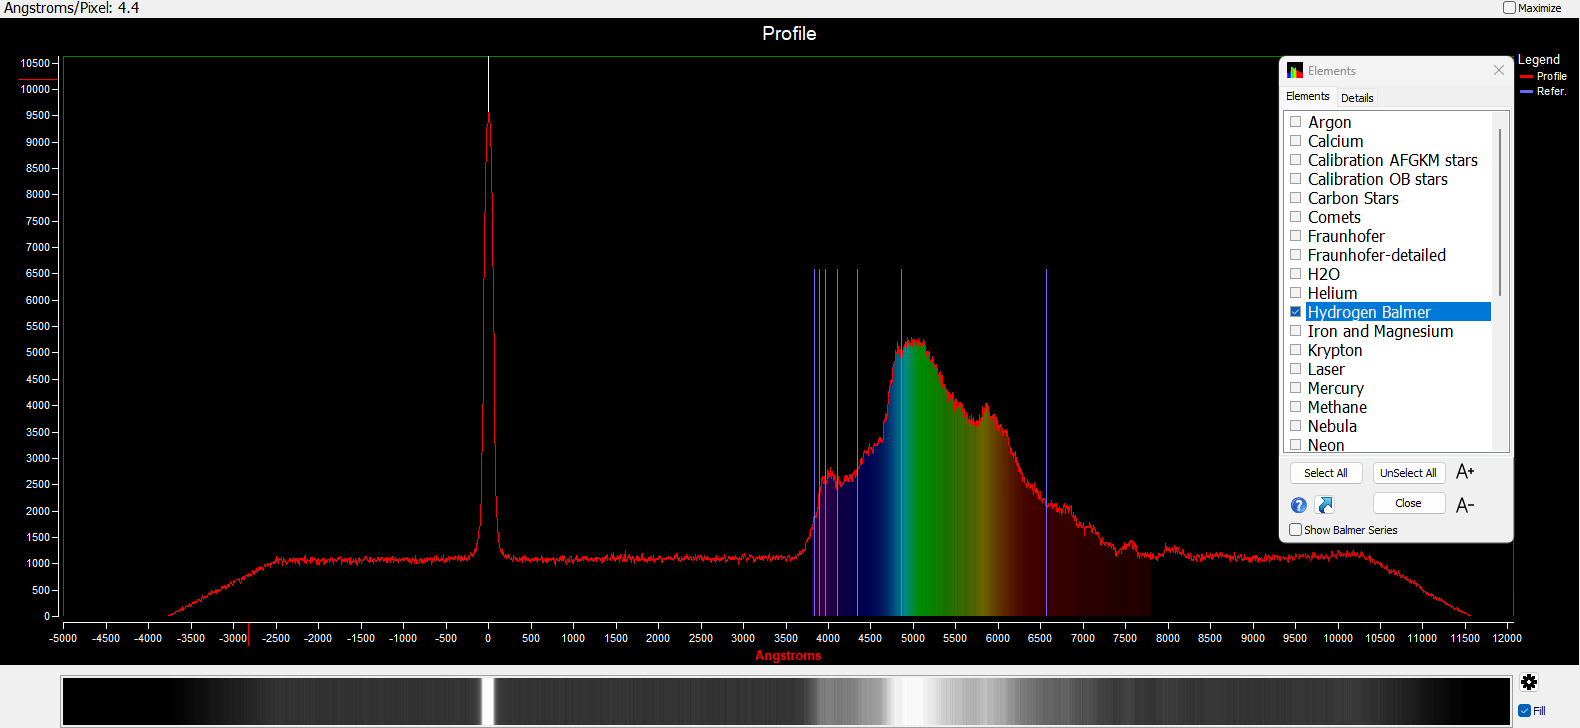 Angstroms/Pixel: 4.4
Maximize
Profile
10500
10000
9500
9000
8500
8000
7500
7000
6500
6000
5500
5000
4500
4000
3500
3000
2500
2000
1500
1000
500
0
-5000 -4500 -4000 -3500 -3000 -2500 -2000 -1500 -1000 -500 0 500 1000 1500 2000 2500 3000 3500 4000 4500 5000 5500 6000 6500 7000 7500 8000 8500 9000 9500 10000 10500 11000 11500 12000
Angstroms
Legend
Profile
Refer.
Elements
Elements Details
Argon
Calcium
Calibration AFGKM stars
Calibration OB stars
Carbon Stars
Comets
Fraunhofer
Fraunhofer-detailed
H2O
Helium
Hydrogen Balmer
Iron and Magnesium
Krypton
Laser
Mercury
Methane
Nebula
Neon
Select All UnSelect All A+
? Close A-
Show Balmer Series
Fill